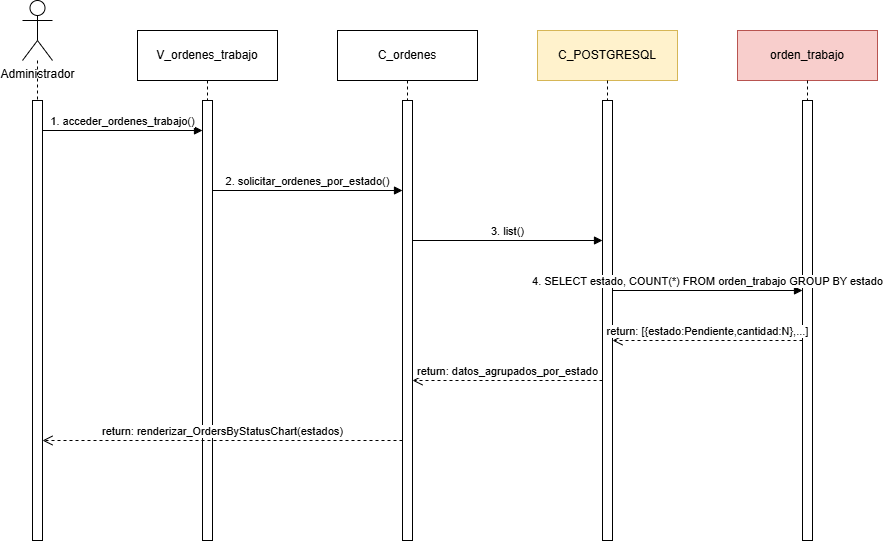 Administrador
V_ordenes_trabajo
C_ordenes
C_POSTGRESQL
orden_trabajo
1. acceder_ordenes_trabajo()
2. solicitar_ordenes_por_estado()
3. list()
4. SELECT estado, COUNT(*) FROM orden_trabajo GROUP BY estado
return: [{estado:Pendiente,cantidad:N},...]
return: datos_agrupados_por_estado
return: renderizar_OrdersByStatusChart(estados)